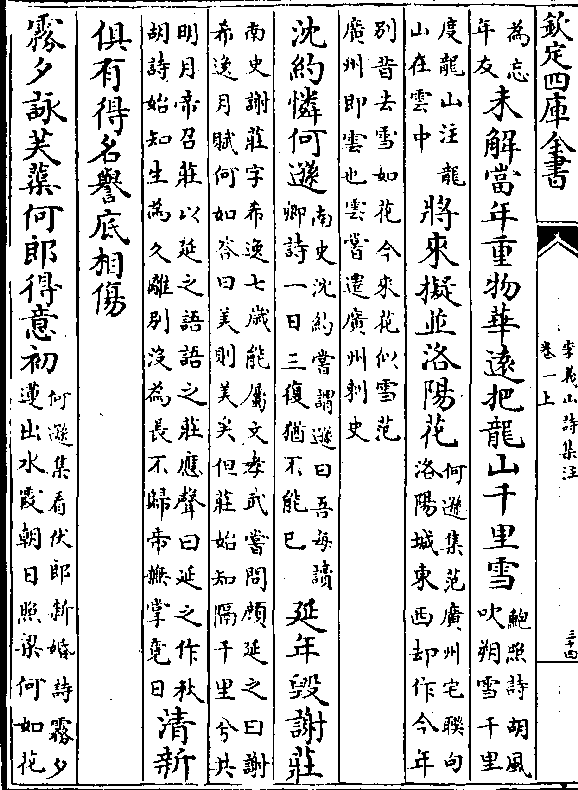 欽定四庫全書
李義山詩集注
卷一上
三十四
為忘
年友
未解當年重物華遠把龍山千里雪
鮑照詩胡風
吹朔雪千里
度龍山注龍
山在雲中
將來擬並洛陽花
何遜集范廣州宅聯句
洛陽城東西却作今年
别昔去雪如花今來花似雪范
廣州即雲也雲嘗遷廣州刺史
沈約憐何遜
南史沈約嘗謂遜曰吾每讀
卿詩一日三復猶不能已
延年毀謝莊
南史謝莊字希逸七歳能屬文孝武嘗問顔延之曰謝
希逸月賦何如答曰美則美矣但莊始知隔千里兮共
明月帝召莊以延之語語之莊應聲曰延之作秋
胡詩始知生為久離别没為長不歸帝撫掌竟日
清新
俱有得名譽底相傷
霧夕詠芙蕖何郎得意初
何遜集看伏郎新婚詩霧夕
蓮出水霞朝日照梁何如花